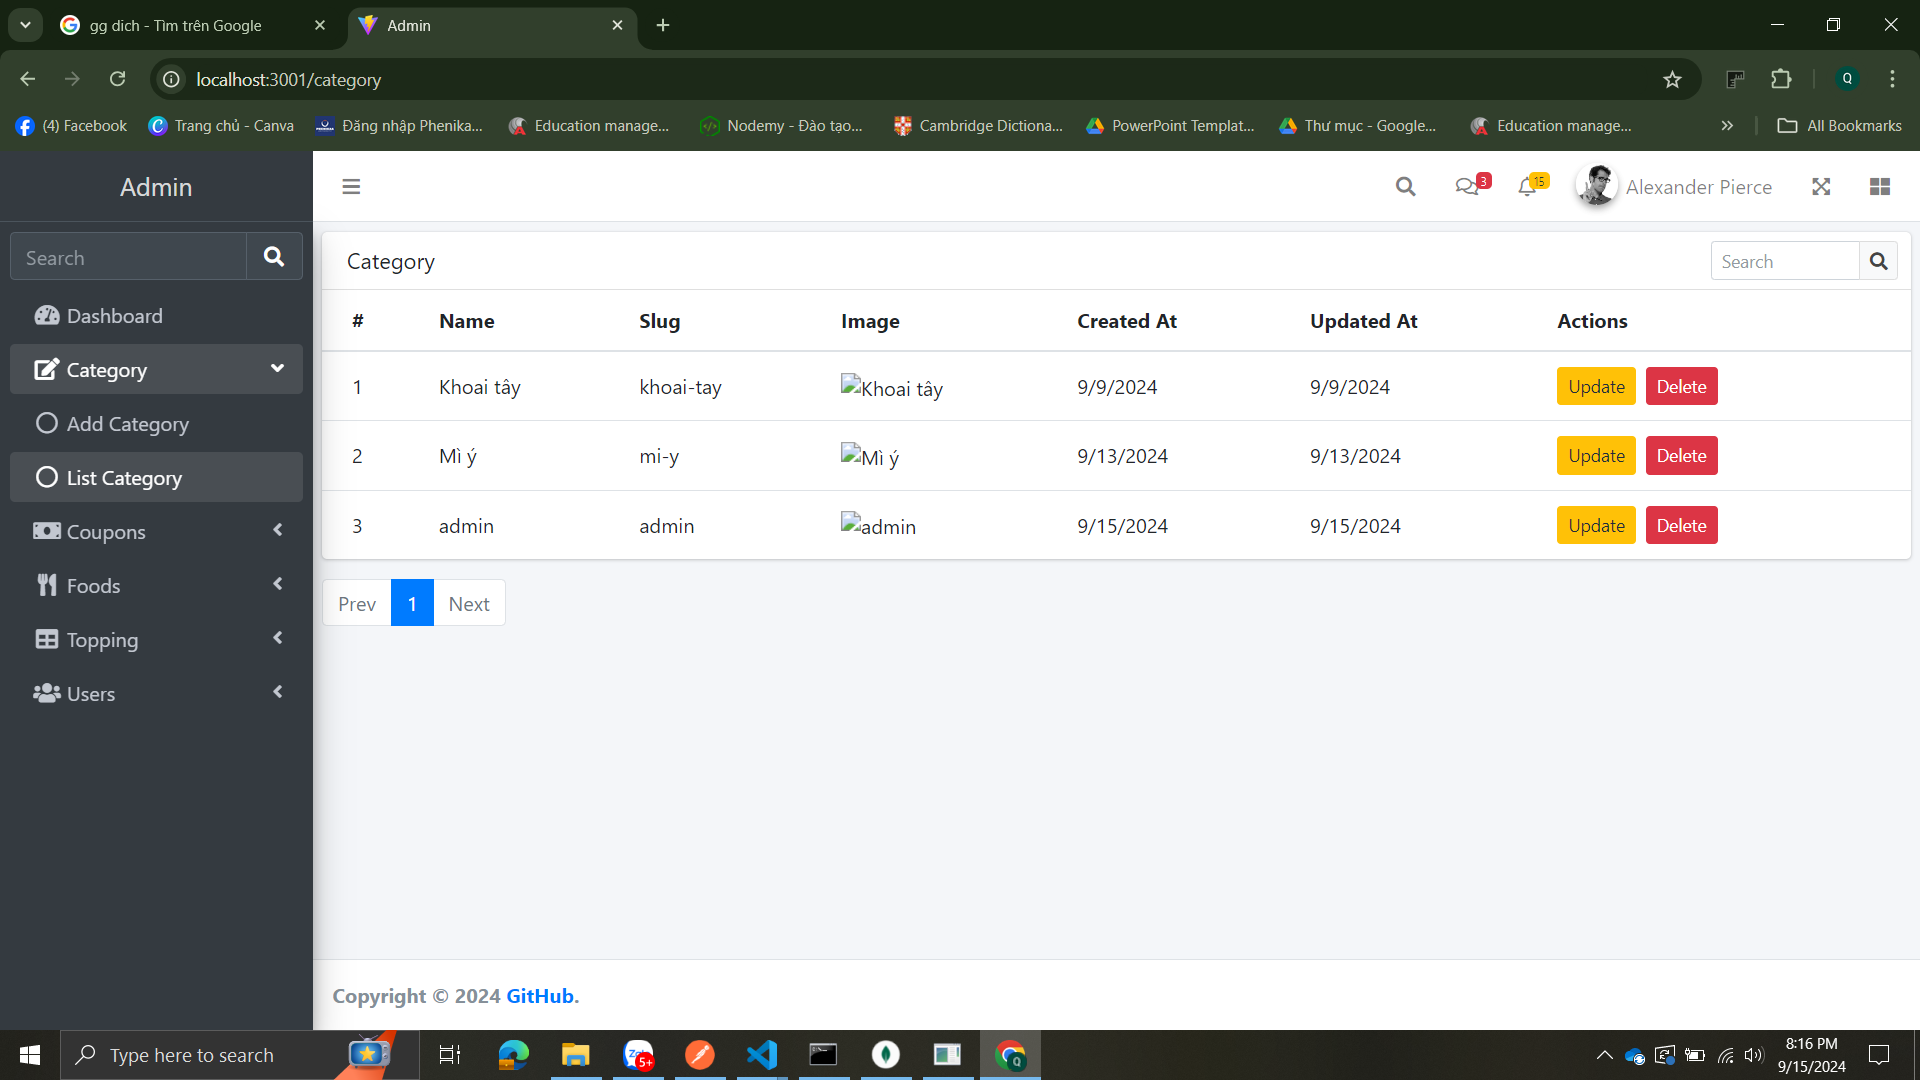 gg dich - Tìm trên Google
Admin
localhost:3001/category
Q
(4) Facebook
Trang chủ - Canva
Đăng nhập Phenika...
Education manage...
Nodemy - Đào tạo...
Cambridge Dictiona...
PowerPoint Templat...
Thư mục - Google...
Education manage...
All Bookmarks
Admin
3
15
Alexander Pierce
Search
Dashboard
Category
Add Category
List Category
Coupons
Foods
Topping
Users
Category
Search
# Name Slug Image Created At Updated At Actions
1 Khoai tây khoai-tay Khoai tây 9/9/2024 9/9/2024 Update Delete
2 Mì ý mi-y Mì ý 9/13/2024 9/13/2024 Update Delete
3 admin admin admin 9/15/2024 9/15/2024 Update Delete
Prev 1 Next
Copyright © 2024 GitHub.
Type here to search
5+
Q
8:16 PM
9/15/2024